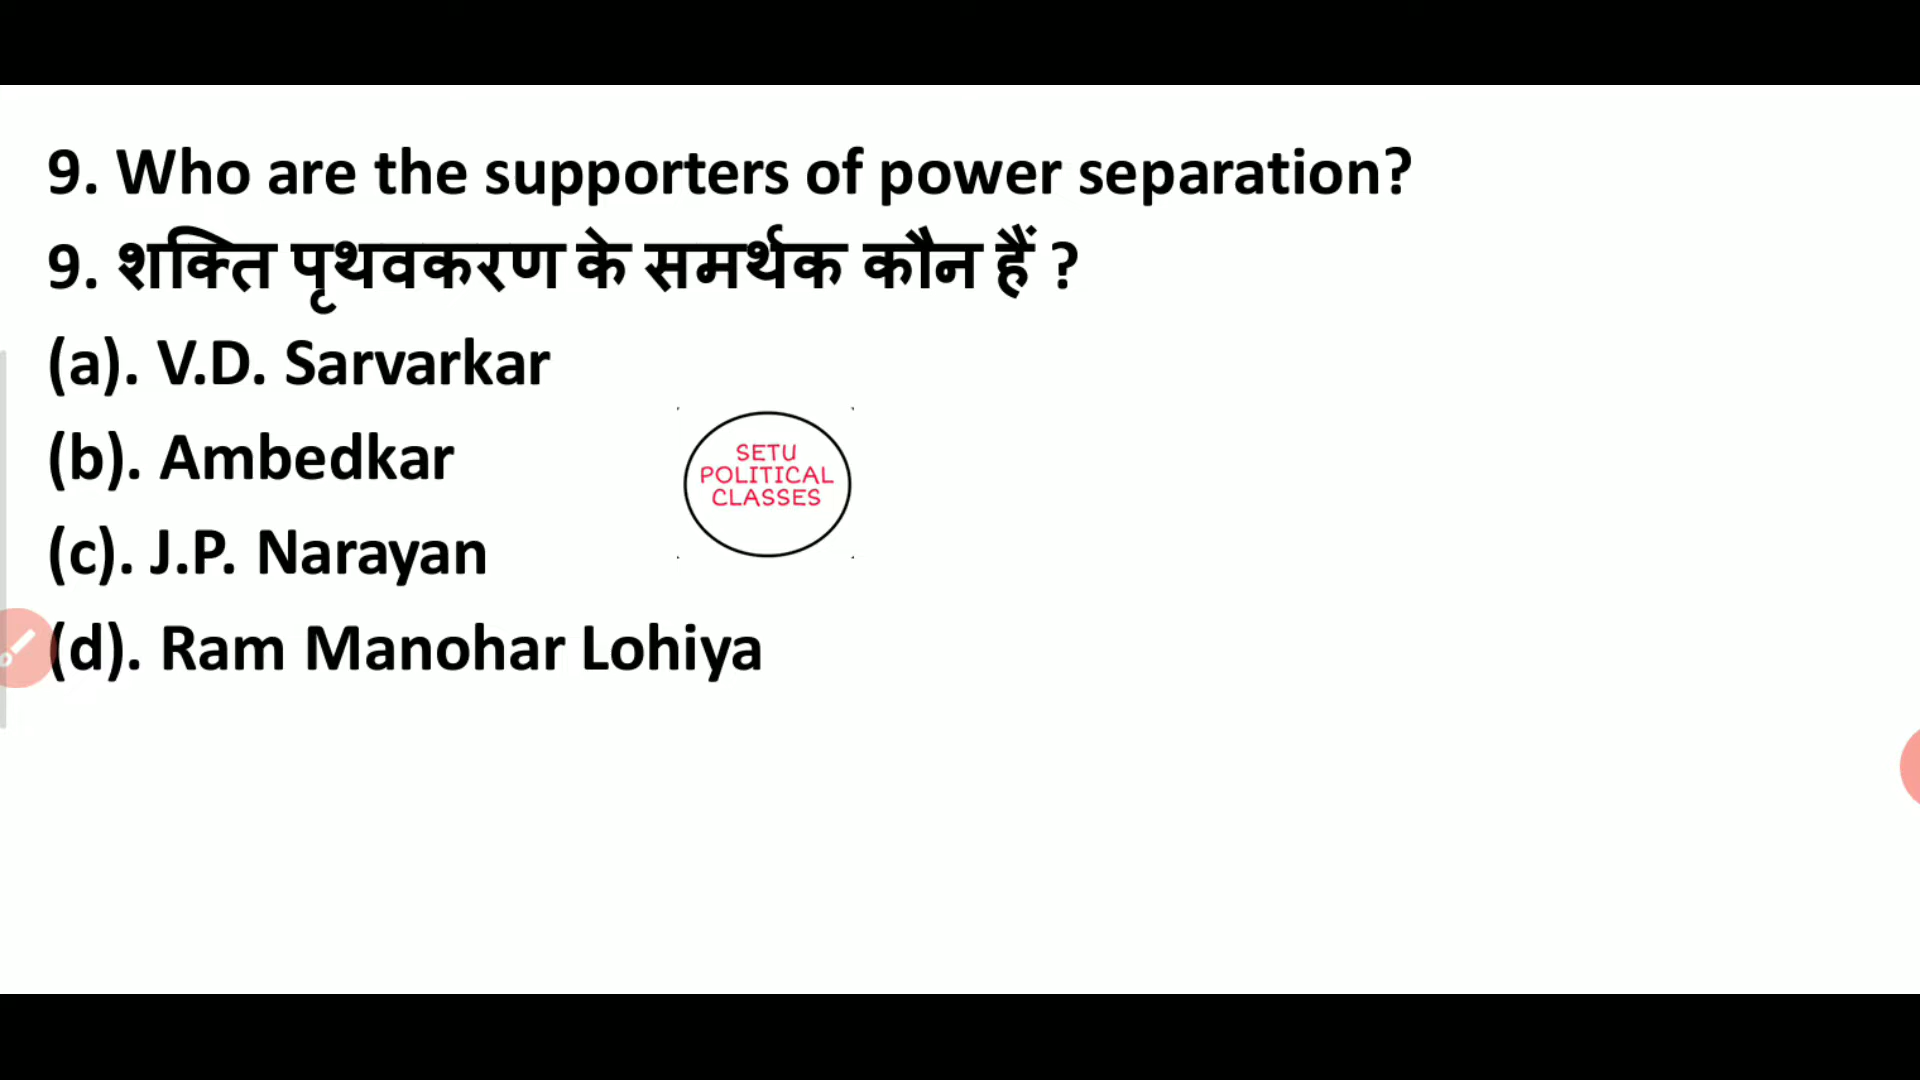 9. Who are the supporters of power separation?
9. शक्ति पृथवकरण के समर्थक कौन हैं ?
(a). V.D. Sarvarkar
(b). Ambedkar
(c). J.P. Narayan
(d). Ram Manohar Lohiya
SETU
POLITICAL
CLASSES